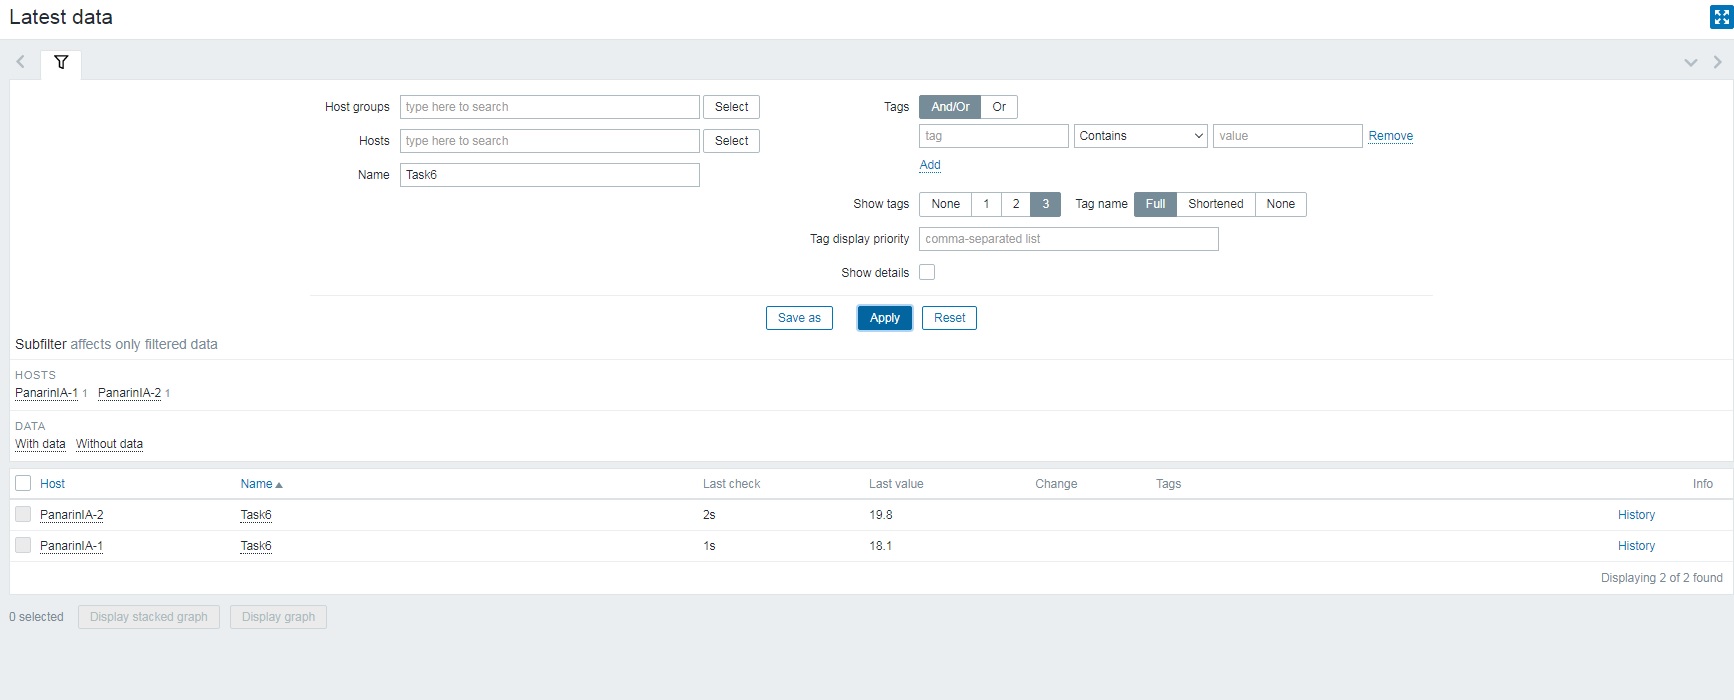 Latest data
Host groups type here to search Select
Hosts type here to search Select
Name Task6
Tags And/Or Or
tag Contains value Remove
Add
Show tags None 1 2 3 Tag name Full Shortened None
Tag display priority comma-separated list
Show details
Save as Apply Reset
Subfilter affects only filtered data
HOSTS
PanarinIA-1 1 PanarinIA-2 1
DATA
With data Without data
Host Name Last check Last value Change Tags Info
PanarinIA-2 Task6 2s 19.8 History
PanarinIA-1 Task6 1s 18.1 History
Displaying 2 of 2 found
0 selected Display stacked graph Display graph